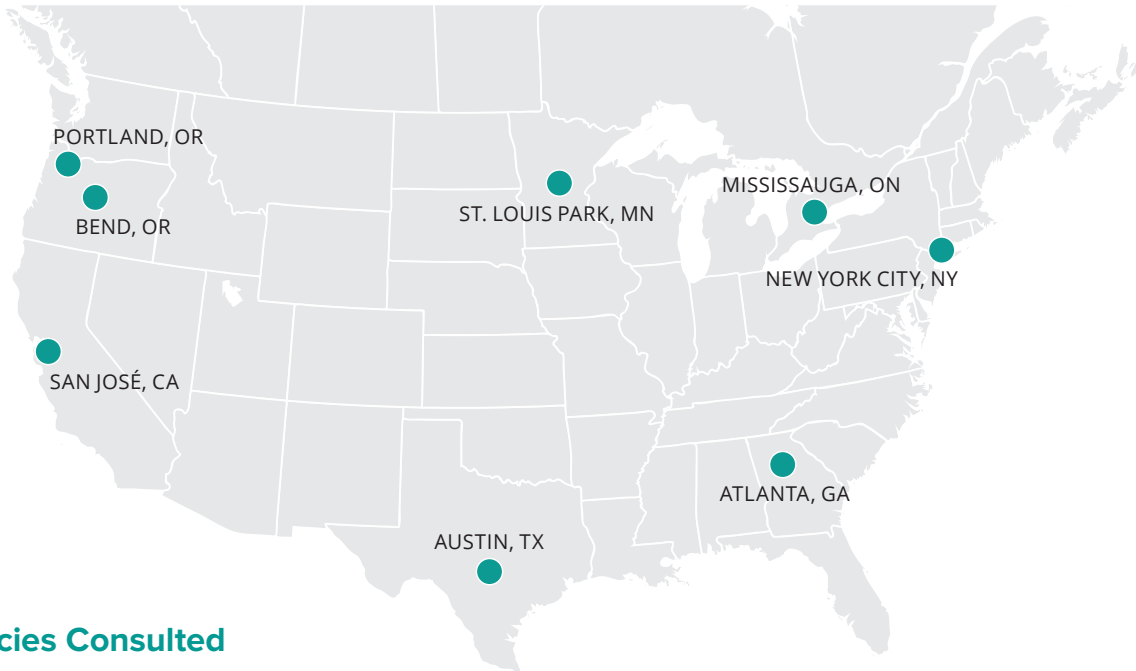 PORTLAND, OR
BEND, OR
ST. LOUIS PARK, MN
MISSISSAUGA, ON
NEW YORK CITY, NY
SAN JOSÉ, CA
ATLANTA, GA
AUSTIN, TX
cies Consulted